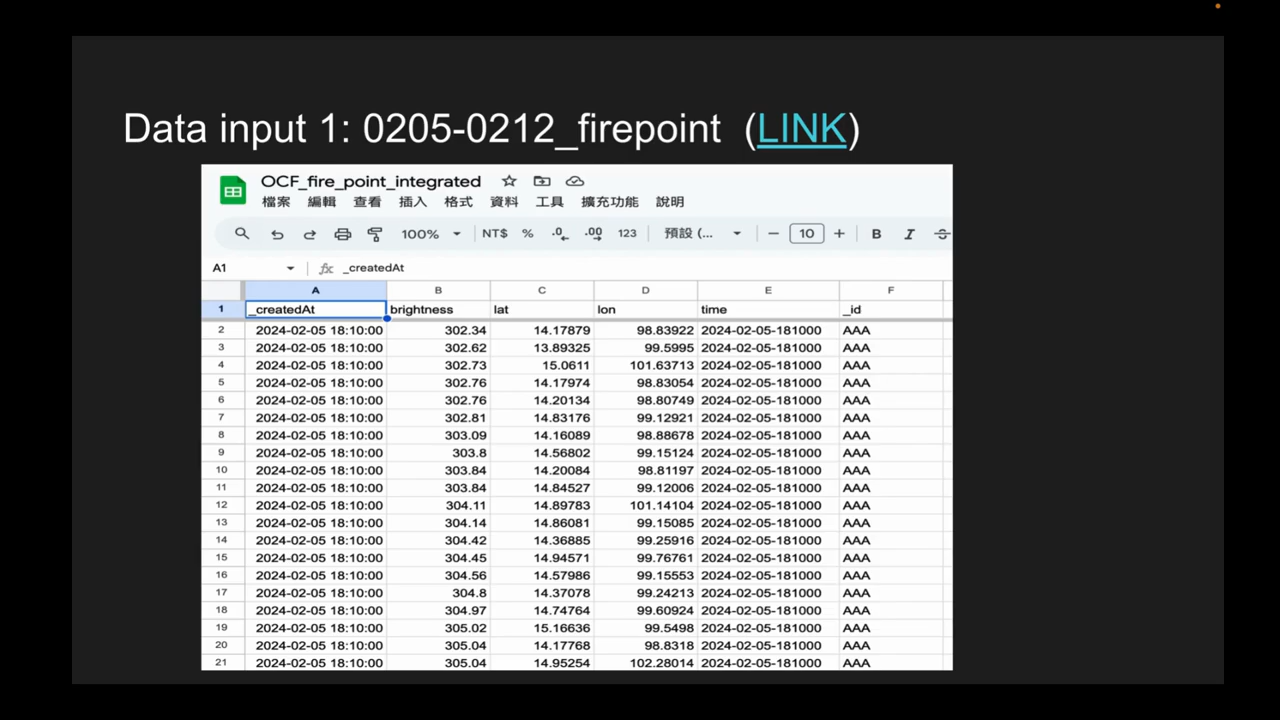 Data input 1: 0205-0212_firepoint (LINK)
OCF_fire_point_integrated
檔案 編輯 查看 插入 格式 資料 工具 擴充功能 說明
100% NT$ % .0 .00 123 預設 (... 10 B I S
A1 fx _createdAt
A B C D E F
1 _createdAt brightness lat lon time _id
2 2024-02-05 18:10:00 302.34 14.17879 98.83922 2024-02-05-181000 AAA
3 2024-02-05 18:10:00 302.62 13.89325 99.5995 2024-02-05-181000 AAA
4 2024-02-05 18:10:00 302.73 15.0611 101.63713 2024-02-05-181000 AAA
5 2024-02-05 18:10:00 302.76 14.17974 98.83054 2024-02-05-181000 AAA
6 2024-02-05 18:10:00 302.76 14.20134 98.80749 2024-02-05-181000 AAA
7 2024-02-05 18:10:00 302.81 14.83176 99.12921 2024-02-05-181000 AAA
8 2024-02-05 18:10:00 303.09 14.16089 98.88678 2024-02-05-181000 AAA
9 2024-02-05 18:10:00 303.8 14.56802 99.15124 2024-02-05-181000 AAA
10 2024-02-05 18:10:00 303.84 14.20084 98.81197 2024-02-05-181000 AAA
11 2024-02-05 18:10:00 303.84 14.84527 99.12006 2024-02-05-181000 AAA
12 2024-02-05 18:10:00 304.11 14.89783 101.14104 2024-02-05-181000 AAA
13 2024-02-05 18:10:00 304.14 14.86081 99.15085 2024-02-05-181000 AAA
14 2024-02-05 18:10:00 304.42 14.36885 99.25916 2024-02-05-181000 AAA
15 2024-02-05 18:10:00 304.45 14.94571 99.76761 2024-02-05-181000 AAA
16 2024-02-05 18:10:00 304.56 14.57986 99.15553 2024-02-05-181000 AAA
17 2024-02-05 18:10:00 304.8 14.37078 99.24213 2024-02-05-181000 AAA
18 2024-02-05 18:10:00 304.97 14.74764 99.60924 2024-02-05-181000 AAA
19 2024-02-05 18:10:00 305.02 15.16636 99.5498 2024-02-05-181000 AAA
20 2024-02-05 18:10:00 305.04 14.17768 98.8318 2024-02-05-181000 AAA
21 2024-02-05 18:10:00 305.04 14.95254 102.28014 2024-02-05-181000 AAA